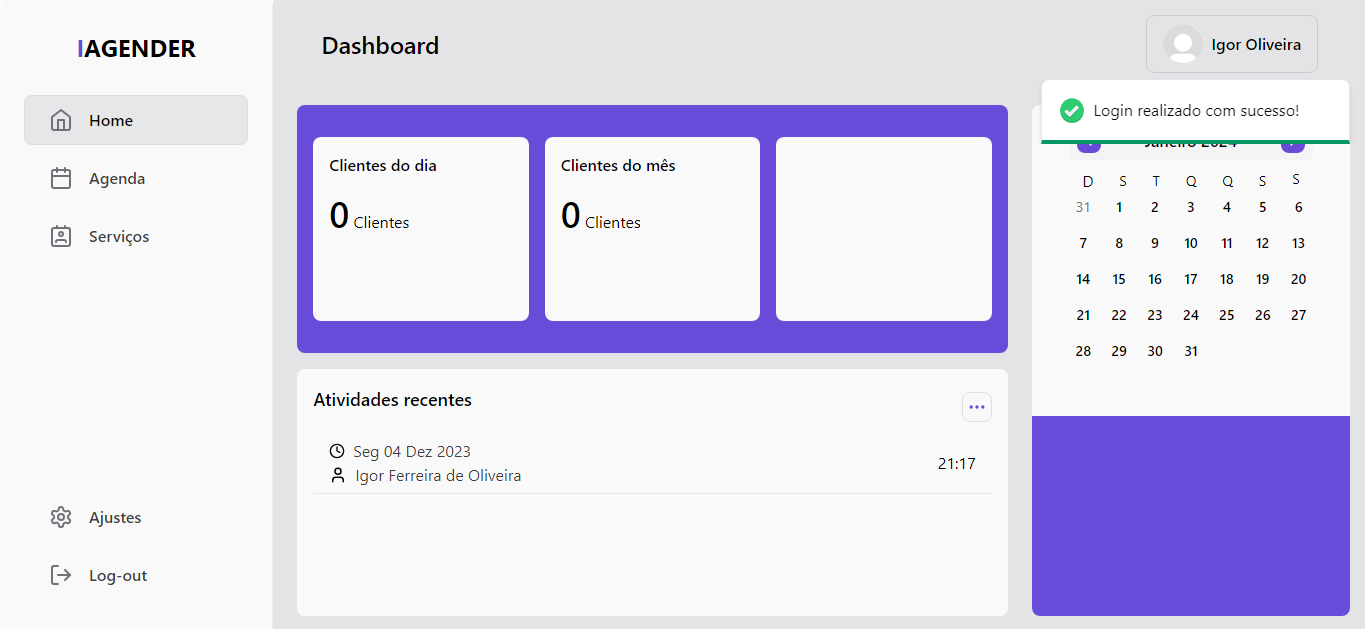 IAGENDER
Home
Agenda
Serviços
Ajustes
Log-out
Dashboard
Igor Oliveira
Login realizado com sucesso!
Clientes do dia
0 Clientes
Clientes do mês
0 Clientes
Atividades recentes
Seg 04 Dez 2023
Igor Ferreira de Oliveira
21:17
Janeiro 2024
D S T Q Q S S
31 1 2 3 4 5 6
7 8 9 10 11 12 13
14 15 16 17 18 19 20
21 22 23 24 25 26 27
28 29 30 31